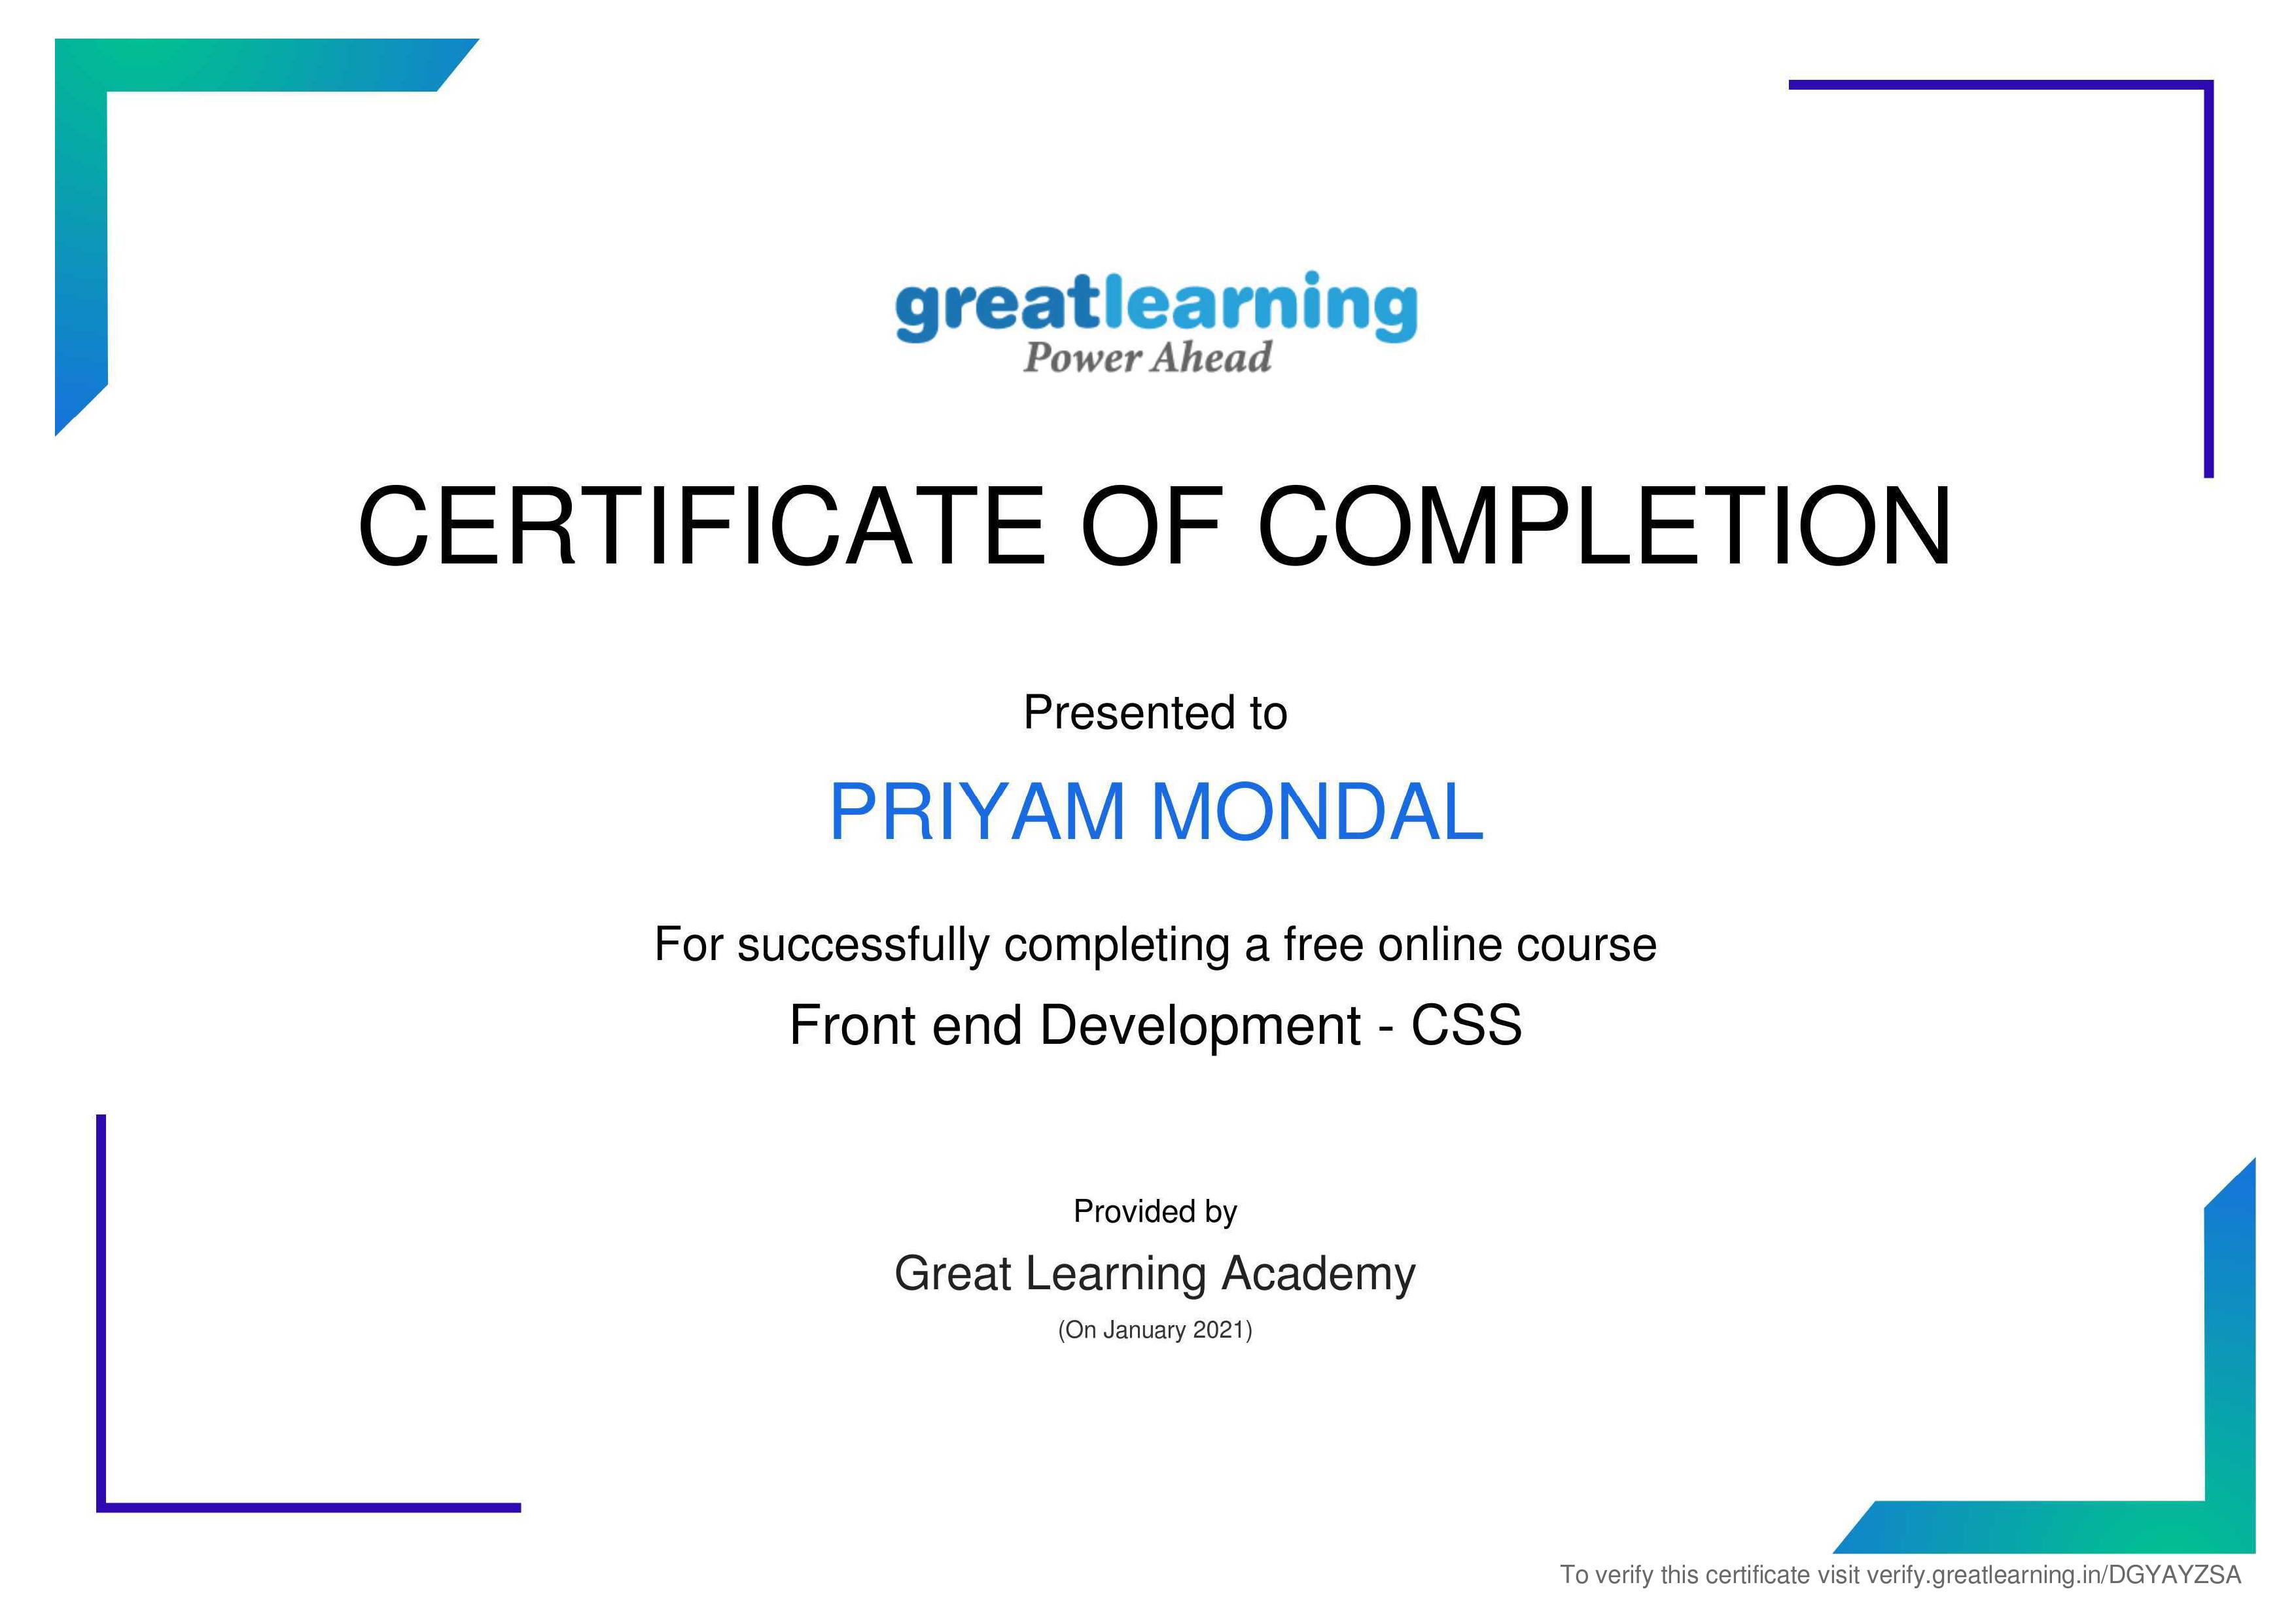 greatlearning
Power Ahead
CERTIFICATE OF COMPLETION
Presented to
PRIYAM MONDAL
For successfully completing a free online course
Front end Development - CSS
Provided by
Great Learning Academy
(On January 2021)
To verify this certificate visit verify.greatlearning.in/DGYAYZSA